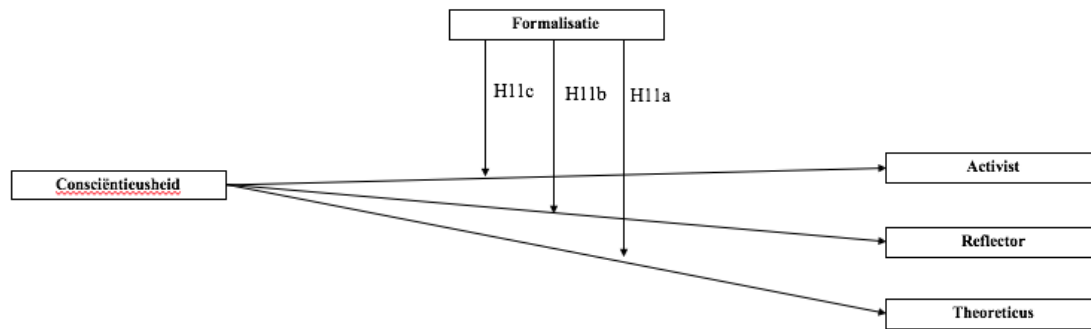 Formalisatie
H11c
H11b
H11a
Consciëntieusheid
Activist
Reflector
Theoreticus